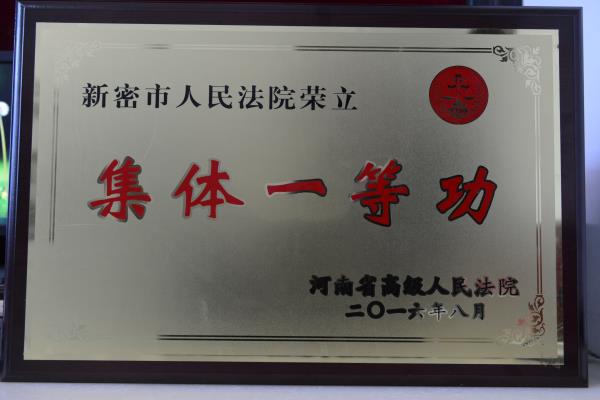 新密市人民法院荣立
集体一等功
河南省高级人民法院
二〇一六年八月